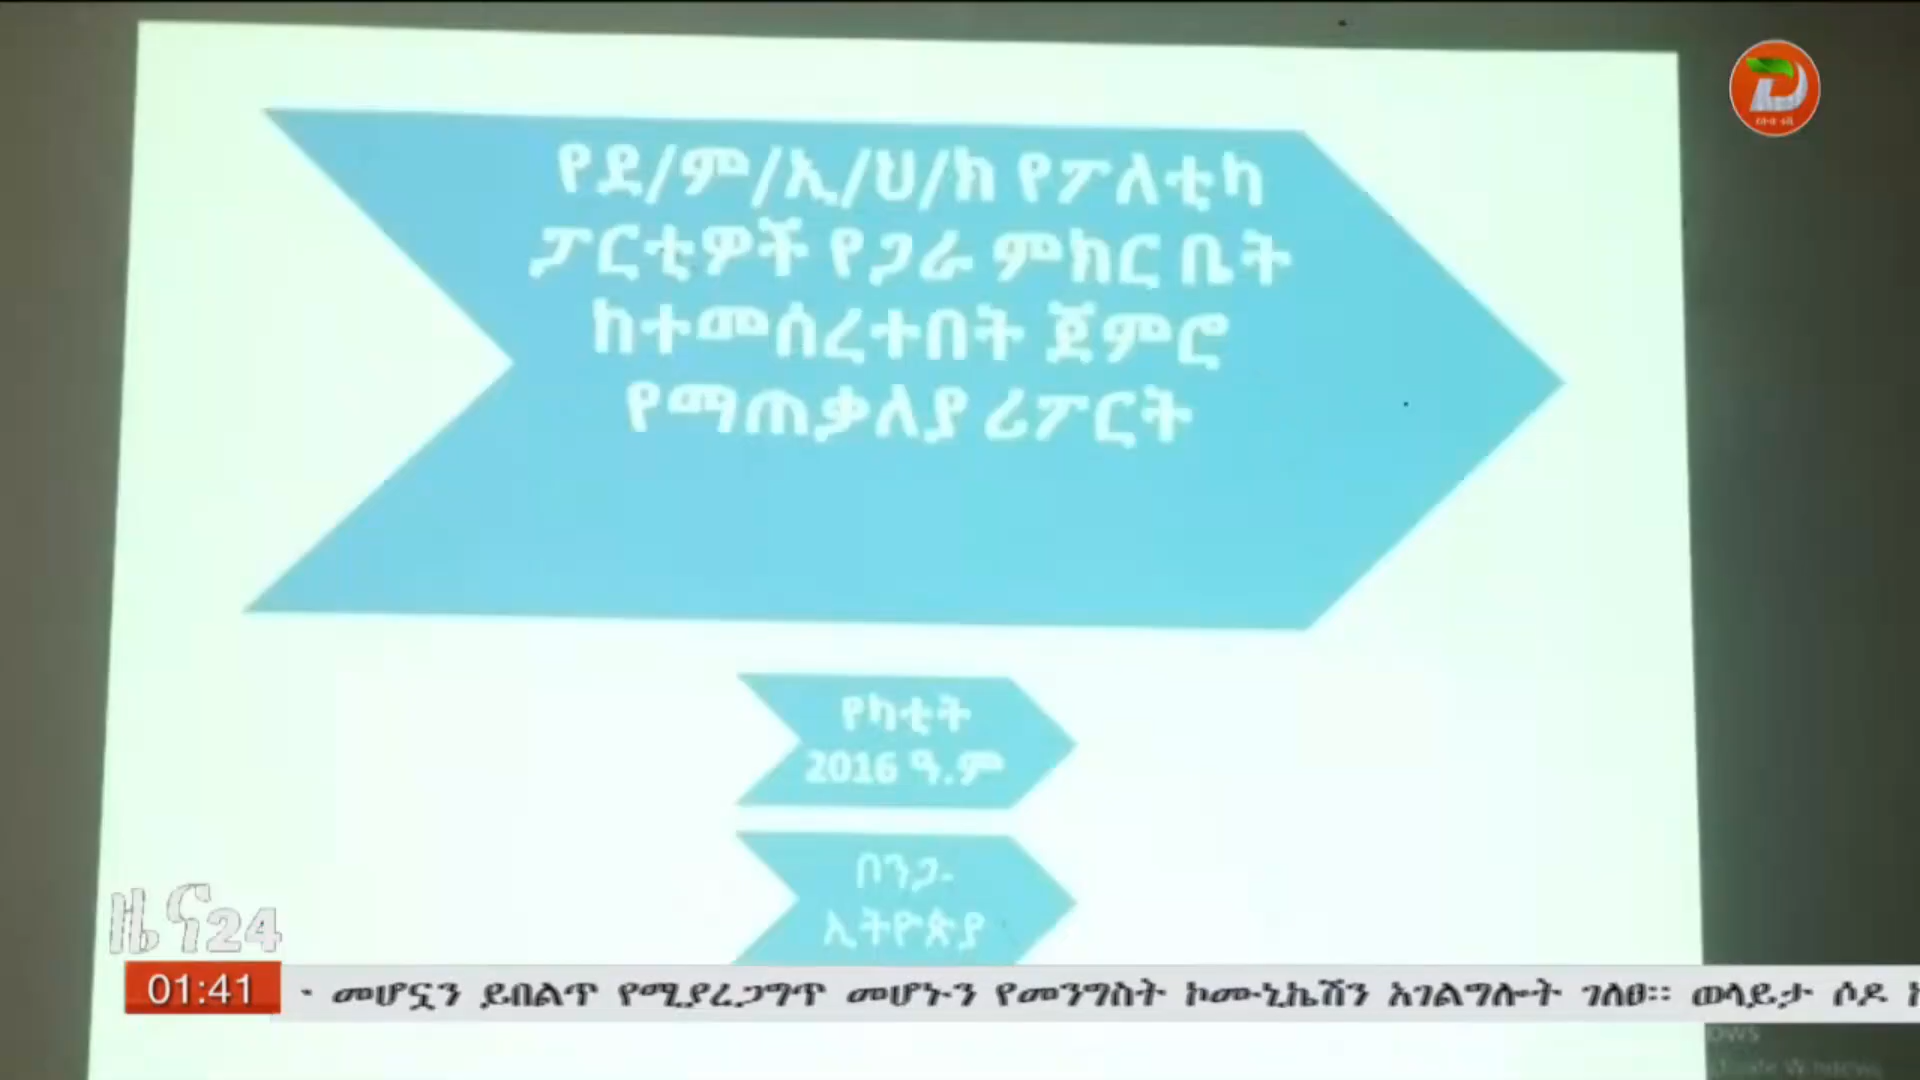 የደ/ም/ኢ/ህ/ክ የፖለቲካ
ፓርቲዎች የጋራ ምክር ቤት
ከተመሰረተበት ጀምሮ
የማጠቃለያ ሪፖርት
የካቲት
2016 ዓ.ም
ቦንጋ-
ኢትዮጵያ
ዜና24
01:41
መሆኗን ይበልጥ የሚያረጋግጥ መሆኑን የመንግስት ኮሙኒኬሽን አገልግሎት ገለፀ። ወላይታ ሶዶ